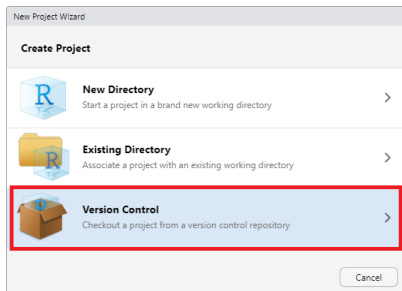 New Project Wizard
Create Project
R
New Directory
Start a project in a brand new working directory
R
Existing Directory
Associate a project with an existing working directory
R
Version Control
Checkout a project from a version control repository
Cancel